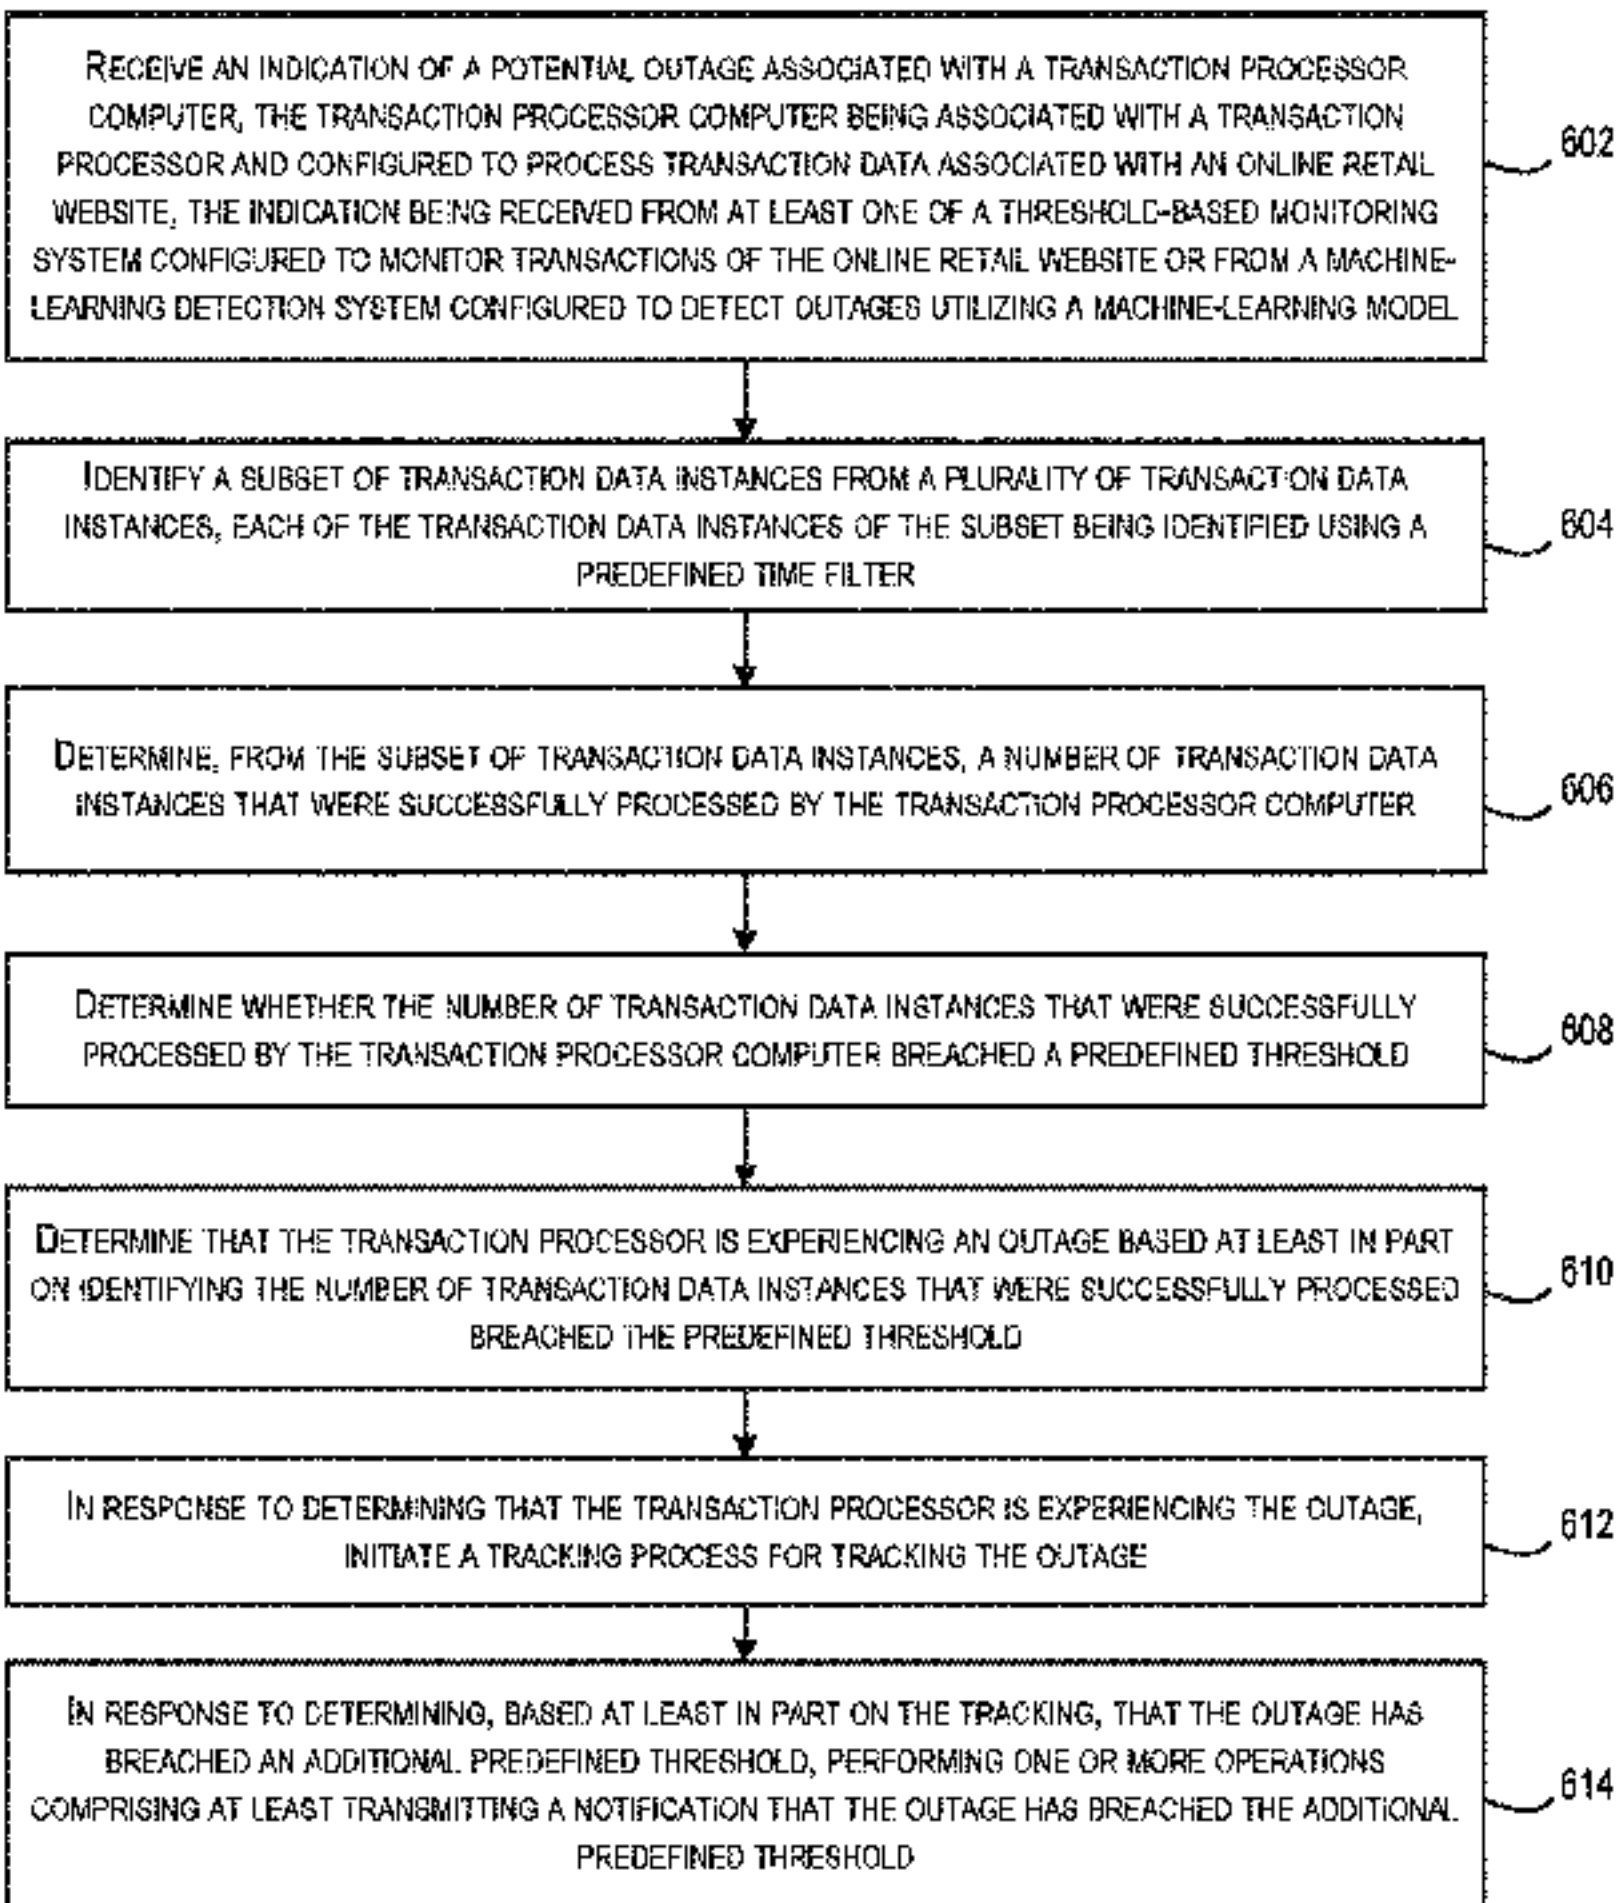 RECEIVE AN INDICATION OF A POTENTIAL OUTAGE ASSOCIATED WITH A TRANSACTION PROCESSOR
COMPUTER, THE TRANSACTION PROCESSOR COMPUTER BEING ASSOCIATED WITH A TRANSACTION
PROCESSOR AND CONFIGURED TO PROCESS TRANSACTION DATA ASSOCIATED WITH AN ONLINE RETAIL
WEBSITE, THE INDICATION BEING RECEIVED FROM AT LEAST ONE OF A THRESHOLD-BASED MONITORING
SYSTEM CONFIGURED TO MONITOR TRANSACTIONS OF THE ONLINE RETAIL WEBSITE OR FROM A MACHINE-
LEARNING DETECTION SYSTEM CONFIGURED TO DETECT OUTAGES UTILIZING A MACHINE-LEARNING MODEL
602
IDENTIFY A SUBSET OF TRANSACTION DATA INSTANCES FROM A PLURALITY OF TRANSACTION DATA
INSTANCES, EACH OF THE TRANSACTION DATA INSTANCES OF THE SUBSET BEING IDENTIFIED USING A
PREDEFINED TIME FILTER
604
DETERMINE, FROM THE SUBSET OF TRANSACTION DATA INSTANCES, A NUMBER OF TRANSACTION DATA
INSTANCES THAT WERE SUCCESSFULLY PROCESSED BY THE TRANSACTION PROCESSOR COMPUTER
606
DETERMINE WHETHER THE NUMBER OF TRANSACTION DATA INSTANCES THAT WERE SUCCESSFULLY
PROCESSED BY THE TRANSACTION PROCESSOR COMPUTER BREACHED A PREDEFINED THRESHOLD
608
DETERMINE THAT THE TRANSACTION PROCESSOR IS EXPERIENCING AN OUTAGE BASED AT LEAST IN PART
ON IDENTIFYING THE NUMBER OF TRANSACTION DATA INSTANCES THAT WERE SUCCESSFULLY PROCESSED
BREACHED THE PREDEFINED THRESHOLD
610
IN RESPONSE TO DETERMINING THAT THE TRANSACTION PROCESSOR IS EXPERIENCING THE OUTAGE,
INITIATE A TRACKING PROCESS FOR TRACKING THE OUTAGE
612
IN RESPONSE TO DETERMINING, BASED AT LEAST IN PART ON THE TRACKING, THAT THE OUTAGE HAS
BREACHED AN ADDITIONAL PREDEFINED THRESHOLD, PERFORMING ONE OR MORE OPERATIONS
COMPRISING AT LEAST TRANSMITTING A NOTIFICATION THAT THE OUTAGE HAS BREACHED THE ADDITIONAL
PREDEFINED THRESHOLD
614